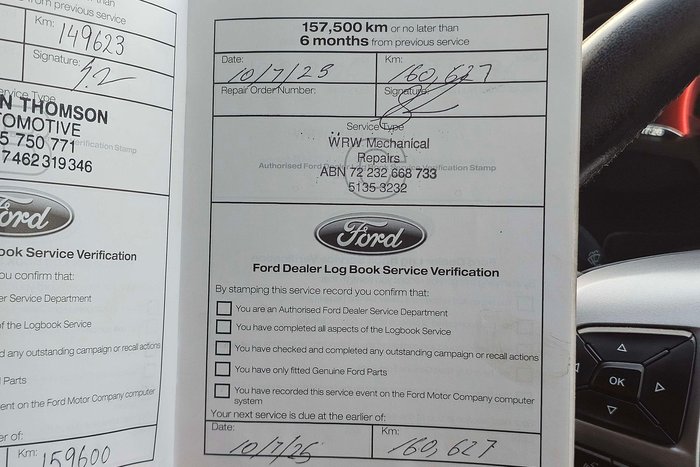 m previous service
Km: 149623
Signature:
ervice Type
N THOMSON
TOMOTIVE
5 750 771
7462319346
erification Stamp
Ford
ook Service Verification
you confirm that:
er Service Department
of the Logbook Service
d any outstanding campaign or recall actions
Parts
vent on the Ford Motor Company computer
er of:
Km: 159600
157,500 km or no later than
6 months from previous service
Date: 10/7/25
Km: 160,627
Repair Order Number:
Signature:
Service Type
WRW Mechanical
Repairs
Authorised Ford Dealer Service Verification Stamp
ABN 72 232 668 733
5135 3232
Ford
Ford Dealer Log Book Service Verification
By stamping this service record you confirm that:
You are an Authorised Ford Dealer Service Department
You have completed all aspects of the Logbook Service
You have checked and completed any outstanding campaign or recall actions
You have only fitted Genuine Ford Parts
You have recorded this service event on the Ford Motor Company computer
system
Your next service is due at the earlier of:
Date: 10/7/25
Km: 160,627
OK